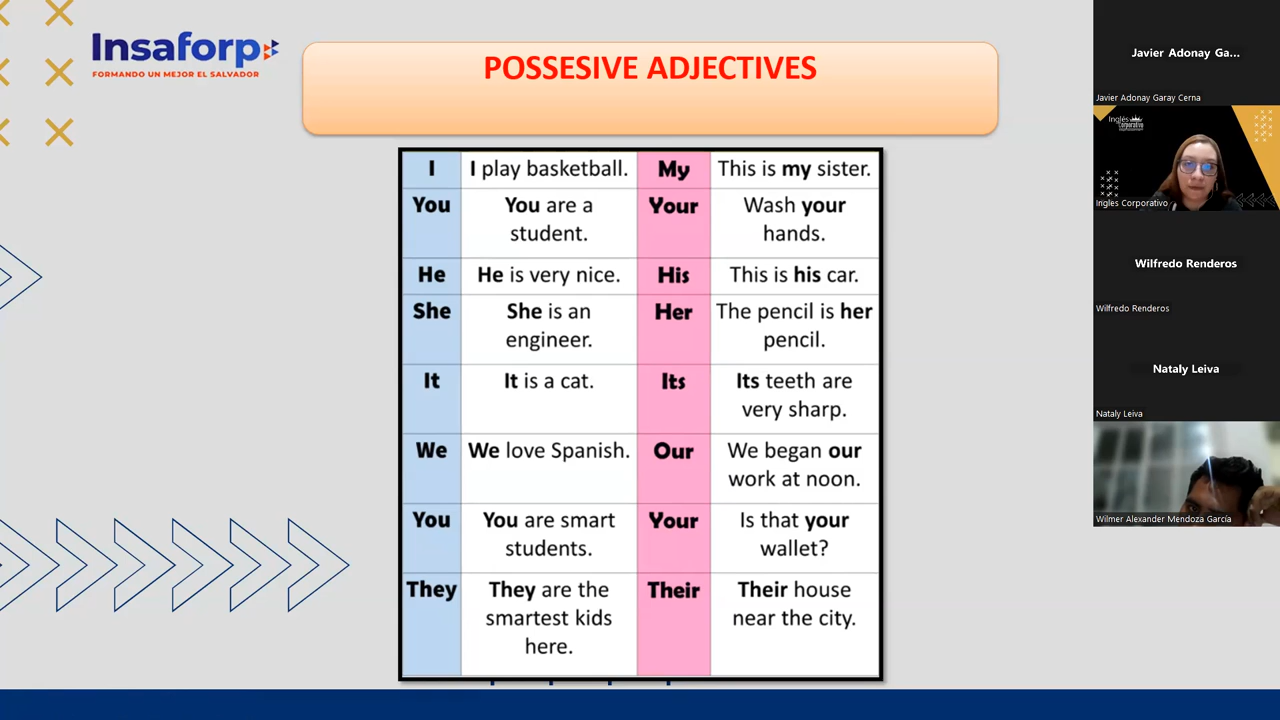 Insaforp
FORMANDO UN MEJOR EL SALVADOR
POSSESIVE ADJECTIVES
I
I play basketball.
My
This is my sister.
You
You are a
student.
Your
Wash your
hands.
He
He is very nice.
His
This is his car.
She
She is an
engineer.
Her
The pencil is her
pencil.
It
It is a cat.
Its
Its teeth are
very sharp.
We
We love Spanish.
Our
We began our
work at noon.
You
You are smart
students.
Your
Is that your
wallet?
They
They are the
smartest kids
here.
Their
Their house
near the city.
Javier Adonay Ga...
Javier Adonay Garay Cerna
Inglés
Corporativo
Ingles Corporativo
Wilfredo Renderos
Wilfredo Renderos
Nataly Leiva
Nataly Leiva
Wilmer Alexander Mendoza García